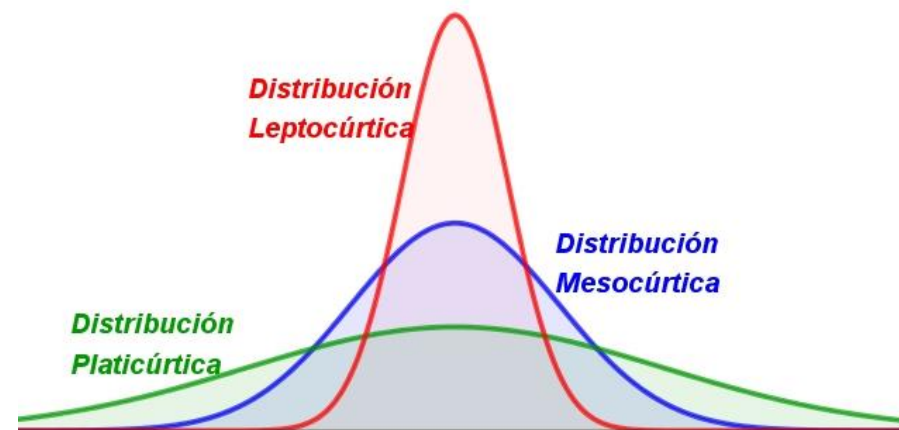 Distribución
Leptocúrtica
Distribución
Mesocúrtica
Distribución
Platicúrtica